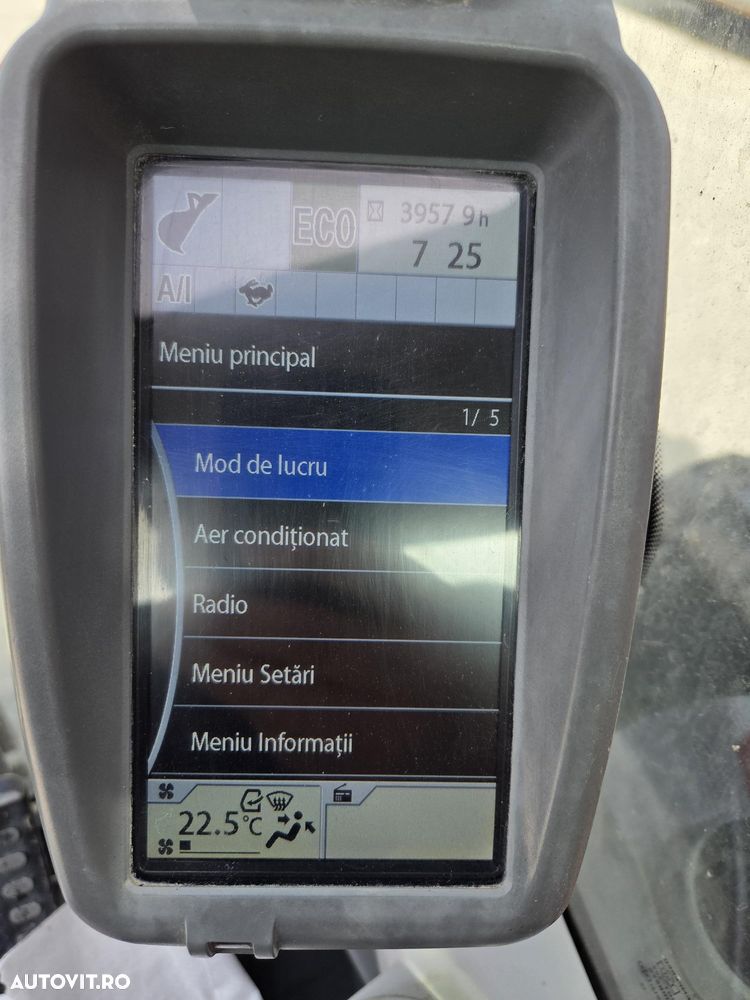 ECO
3957 9h
7 25
A/I
Meniu principal
1/ 5
Mod de lucru
Aer condiționat
Radio
Meniu Setări
Meniu Informații
22.5°C
AUTOVIT.RO